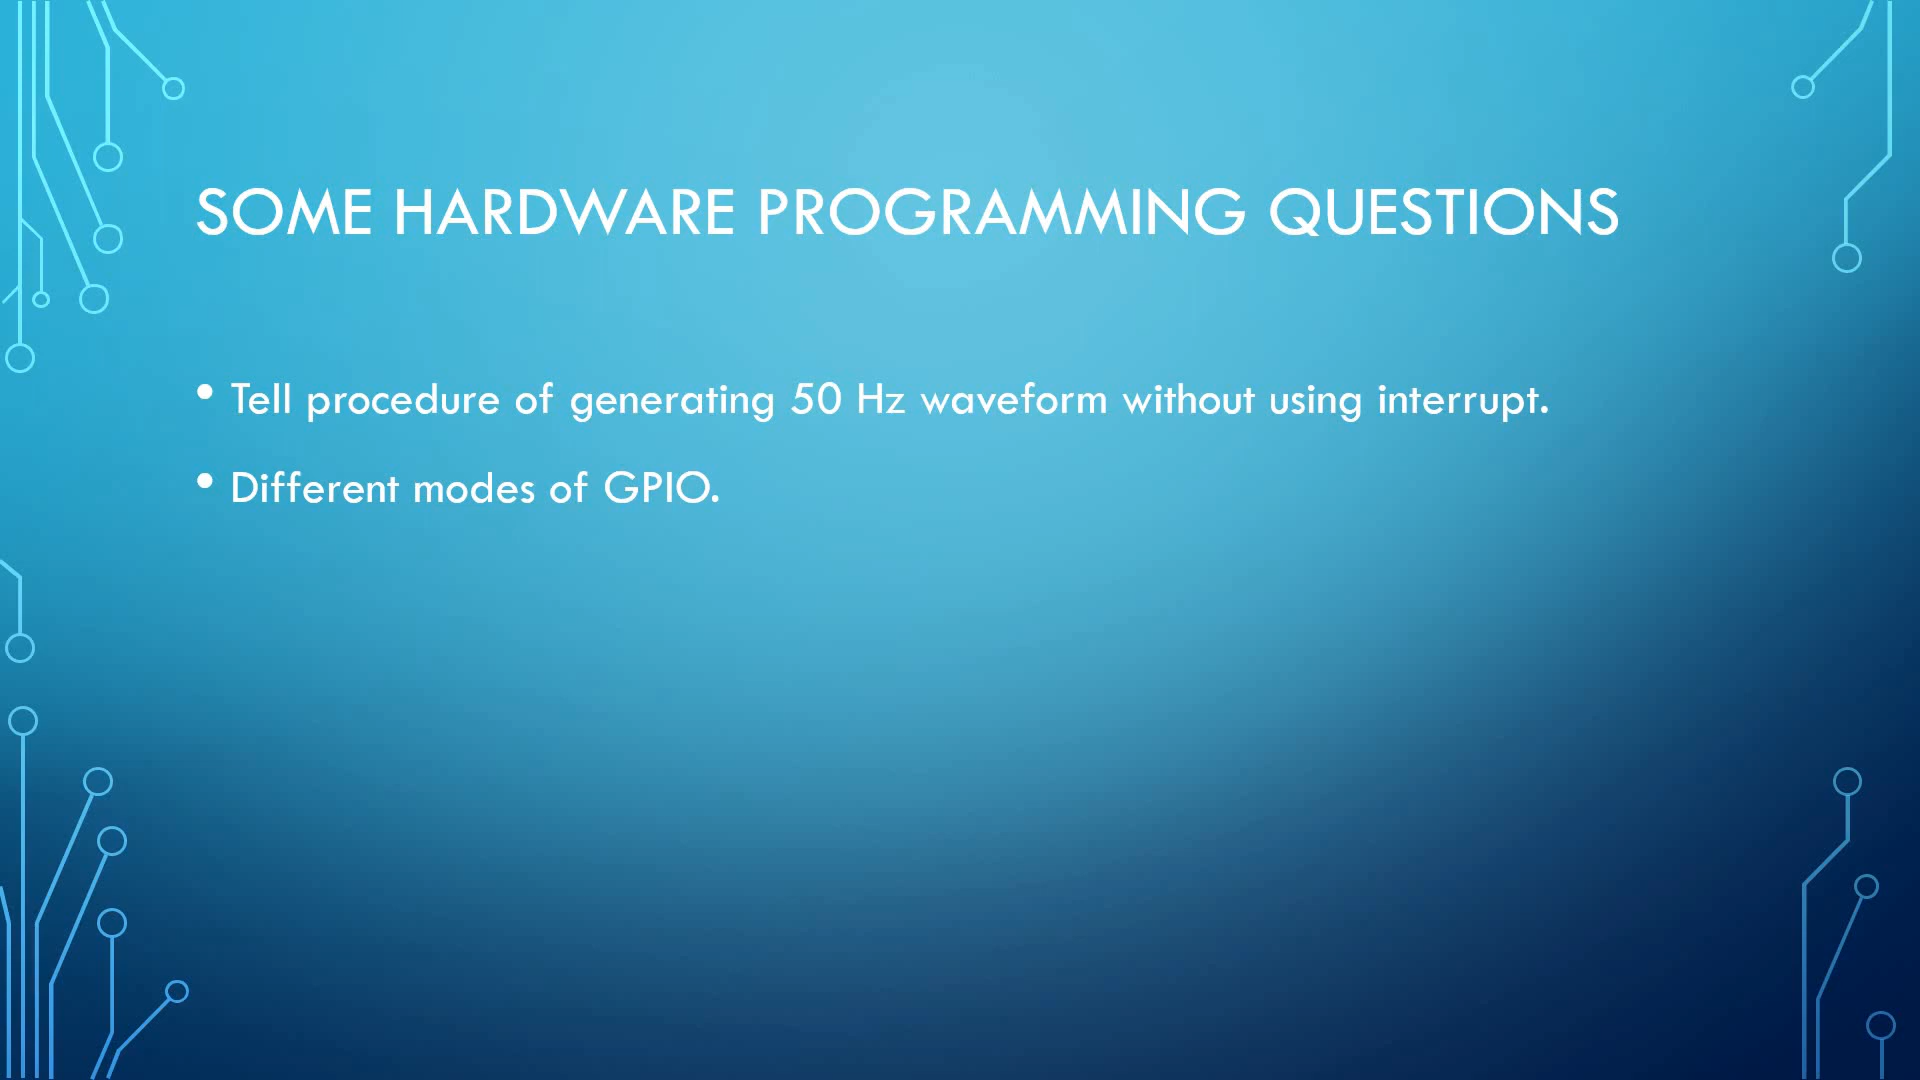 SOME HARDWARE PROGRAMMING QUESTIONS
• Tell procedure of generating 50 Hz waveform without using interrupt.
• Different modes of GPIO.